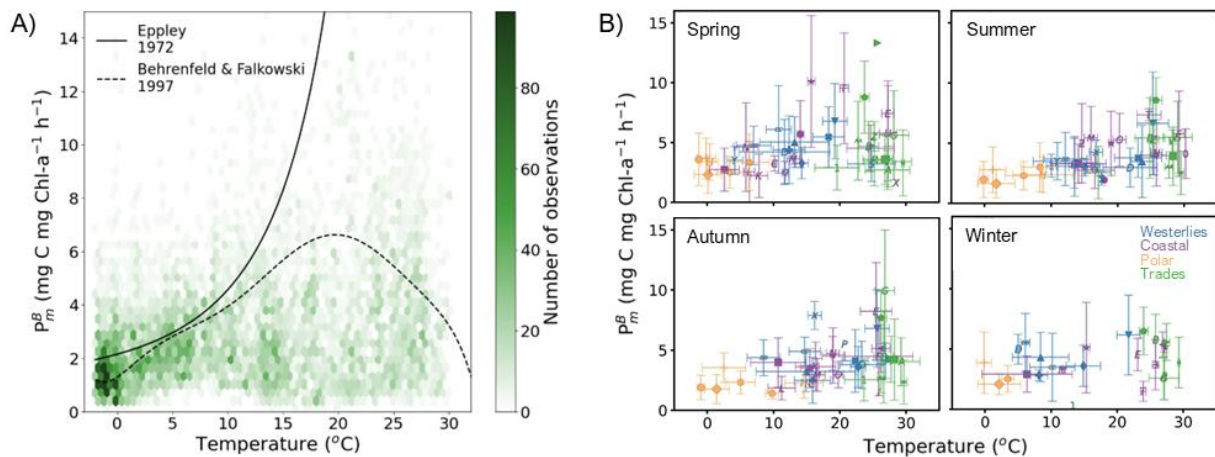 A)
Eppley
1972
Behrenfeld & Falkowski
1997
P^B_m (mg C mg Chl-a⁻¹ h⁻¹)
14
12
10
8
6
4
2
0
0 5 10 15 20 25 30
Temperature (°C)
Number of observations
80
60
40
20
0
B)
Spring
Summer
P^B_m (mg C mg Chl-a⁻¹ h⁻¹)
15
10
5
0
Autumn
Winter
Westerlies
Coastal
Polar
Trades
15
10
5
0
0 10 20 30
0 10 20 30
Temperature (°C)